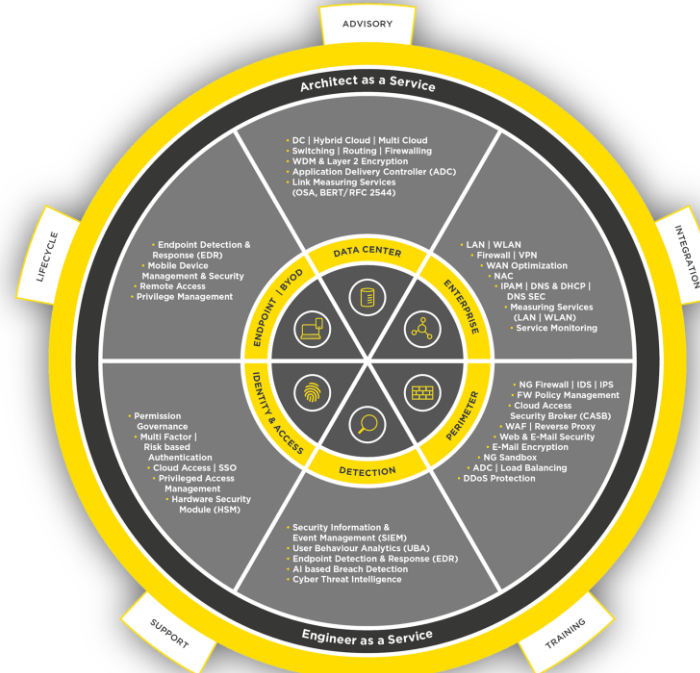 ADVISORY
Architect as a Service
• DC | Hybrid Cloud | Multi Cloud
• Switching | Routing | Firewalling
• WDM & Layer 2 Encryption
• Application Delivery Controller (ADC)
• Link Measuring Services
(OSA, BERT/RFC 2544)
LIFECYCLE
• Endpoint Detection &
Response (EDR)
• Mobile Device
Management & Security
• Remote Access
• Privilege Management
• LAN | WLAN
• Firewall | VPN
• WAN Optimization
• NAC
• IPAM | DNS & DHCP |
DNS SEC
• Measuring Services
(LAN | WLAN)
• Service Monitoring
INTEGRATION
DATA CENTER
ENDPOINT | BYOD
ENTERPRISE
IDENTITY & ACCESS
PERIMETER
DETECTION
• Permission
Governance
• Multi Factor |
Risk based
Authentication
• Cloud Access | SSO
• Privileged Access
Management
• Hardware Security
Module (HSM)
• NG Firewall | IDS | IPS
• FW Policy Management
• Cloud Access
Security Broker (CASB)
• WAF | Reverse Proxy
• Web & E-Mail Security
• E-Mail Encryption
• NG Sandbox
• ADC | Load Balancing
• DDoS Protection
• Security Information &
Event Management (SIEM)
• User Behaviour Analytics (UBA)
• Endpoint Detection & Response (EDR)
• AI based Breach Detection
• Cyber Threat Intelligence
Engineer as a Service
SUPPORT
TRAINING